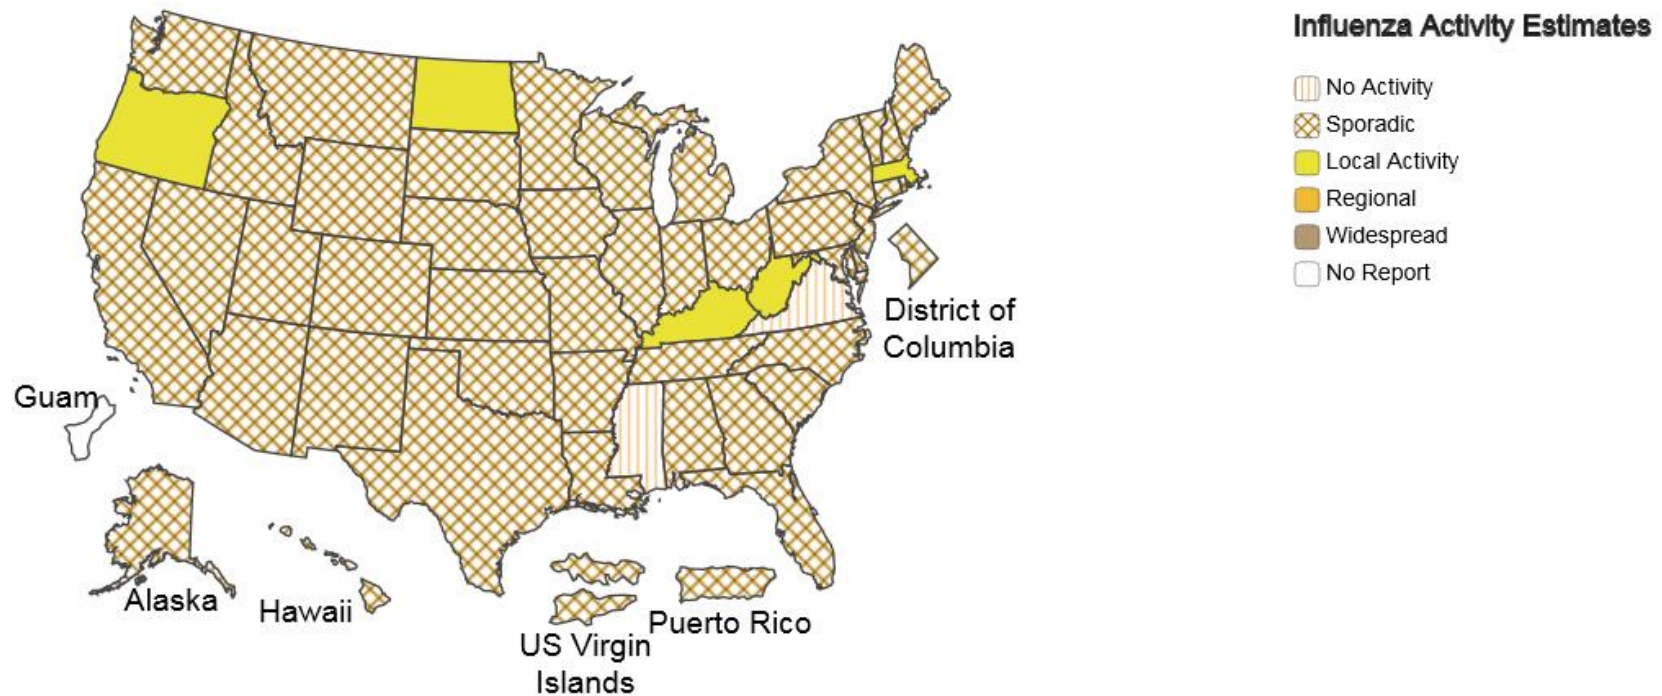 Influenza Activity Estimates
No Activity
Sporadic
Local Activity
Regional
Widespread
No Report
District of
Columbia
Guam
Alaska
Hawaii
US Virgin
Islands
Puerto Rico